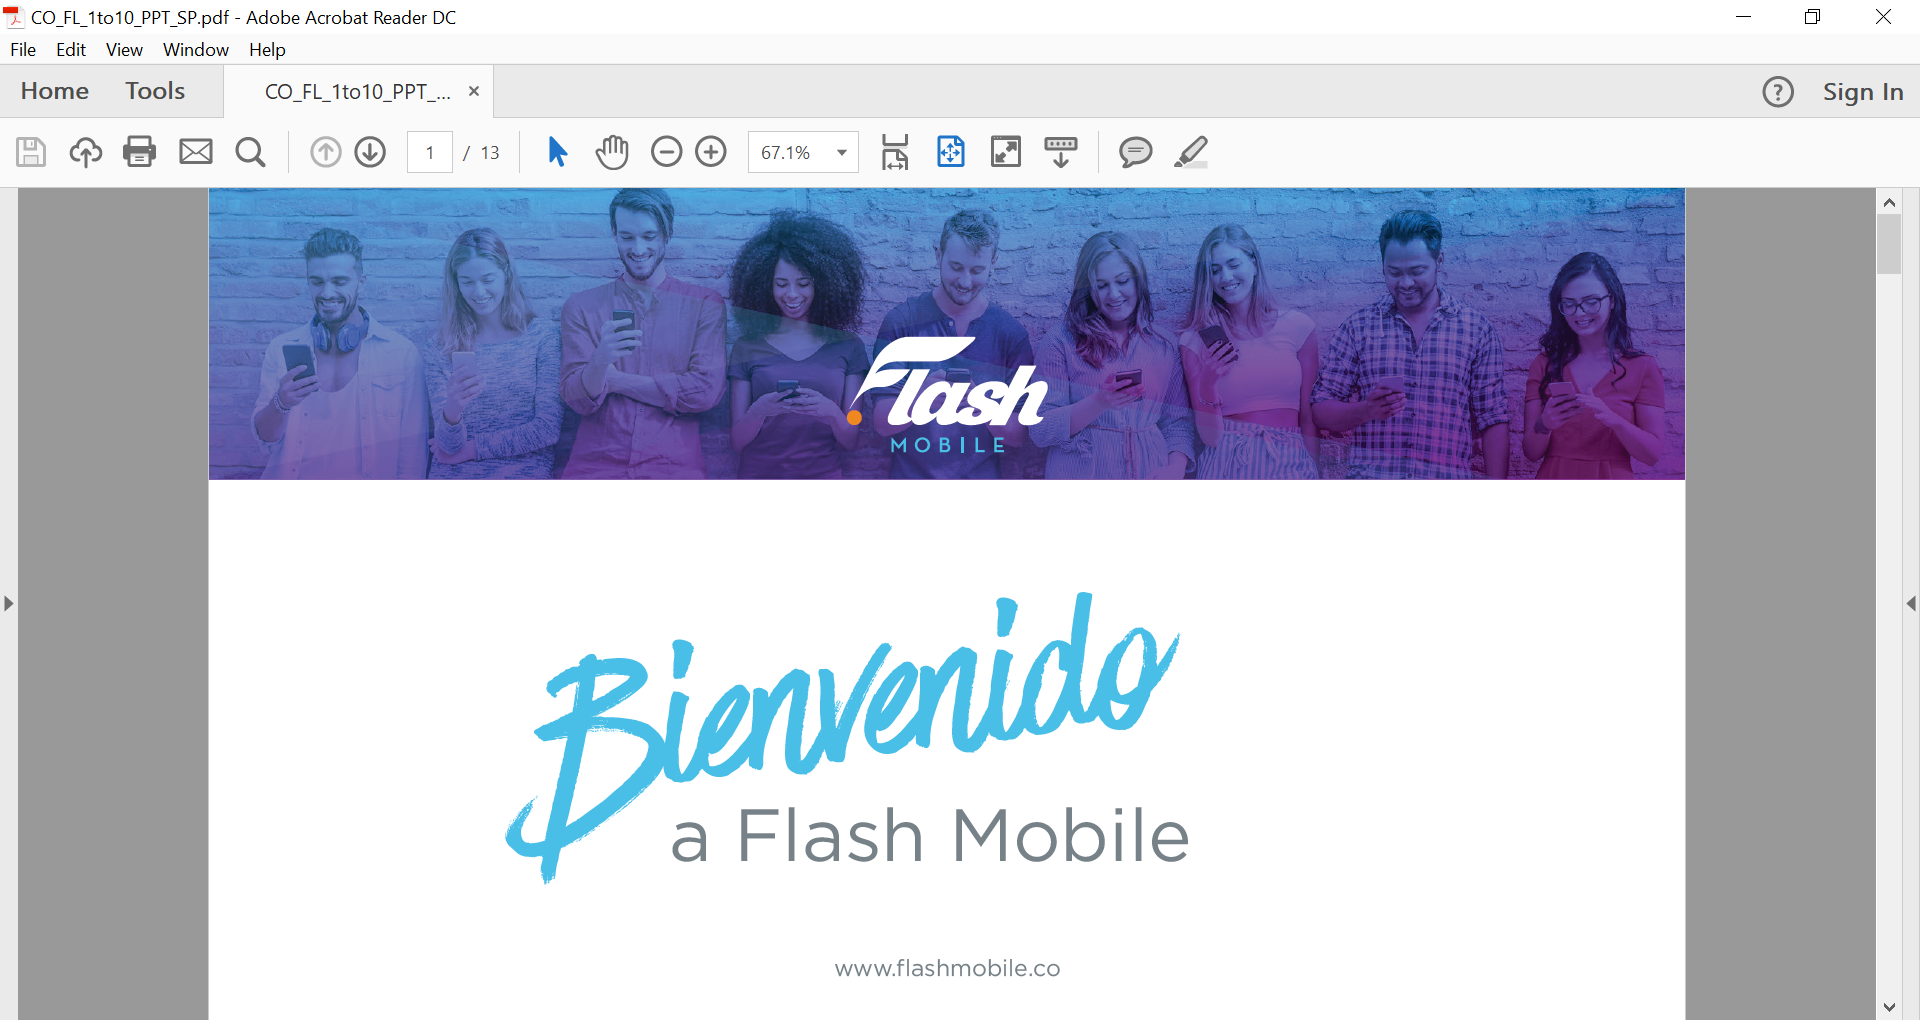 CO_FL_1to10_PPT_SP.pdf - Adobe Acrobat Reader DC
File Edit View Window Help
Home Tools CO_FL_1to10_PPT_... × ? Sign In
1 / 13 67.1%
Flash
MOBILE
Bienvenido
a Flash Mobile
www.flashmobile.co